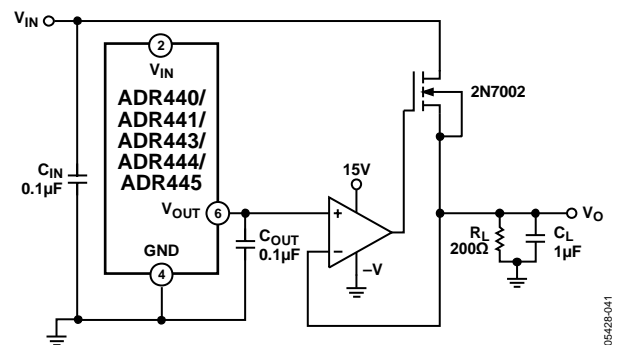 VIN
2
VIN
2N7002
ADR440/
ADR441/
ADR443/
ADR444/
ADR445
CIN
0.1µF
15V
VOUT
6
+
VO
COUT
0.1µF
–
RL
200Ω
CL
1µF
GND
–V
4
05428-041